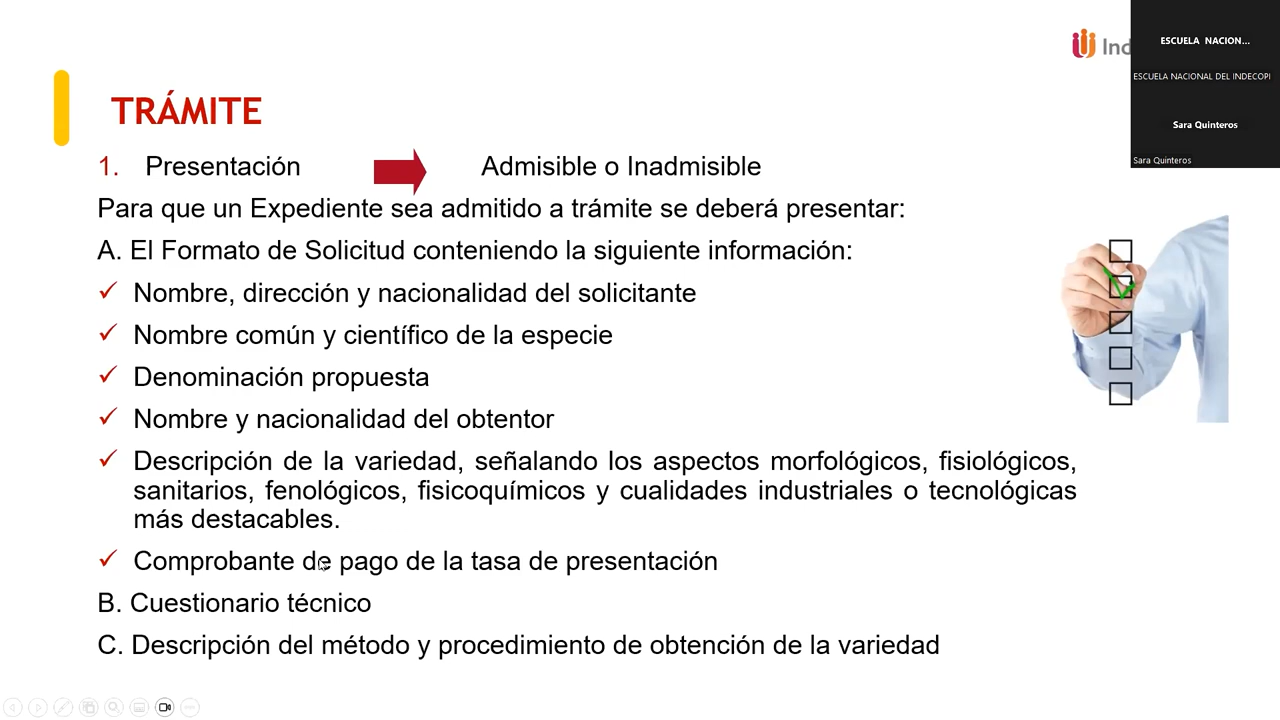 Ind
ESCUELA NACION...
ESCUELA NACIONAL DEL INDECOPI
Sara Quinteros
Sara Quinteros
TRÁMITE
1. Presentación Admisible o Inadmisible
Para que un Expediente sea admitido a trámite se deberá presentar:
A. El Formato de Solicitud conteniendo la siguiente información:
✓ Nombre, dirección y nacionalidad del solicitante
✓ Nombre común y científico de la especie
✓ Denominación propuesta
✓ Nombre y nacionalidad del obtentor
✓ Descripción de la variedad, señalando los aspectos morfológicos, fisiológicos,
sanitarios, fenológicos, fisicoquímicos y cualidades industriales o tecnológicas
más destacables.
✓ Comprobante de pago de la tasa de presentación
B. Cuestionario técnico
C. Descripción del método y procedimiento de obtención de la variedad